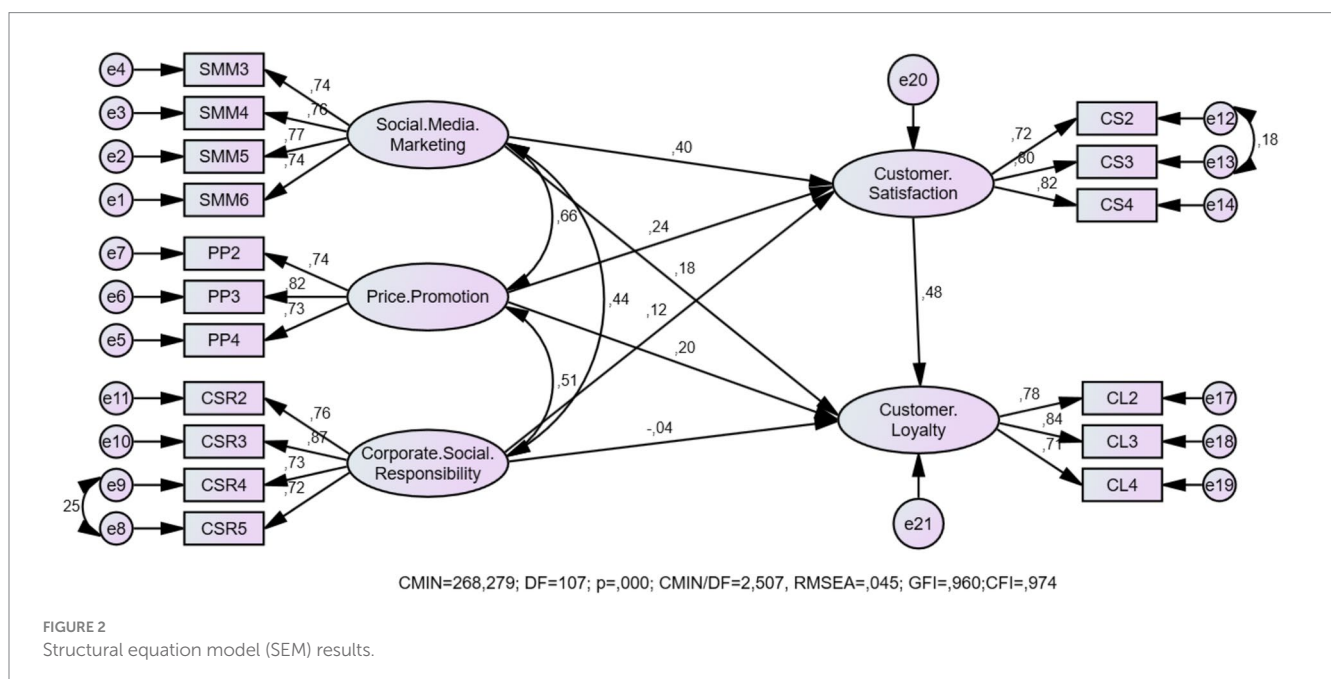 e4
SMM3
,74
e3
SMM4
,76
e2
SMM5
,77
e1
SMM6
,74
Social.Media.
Marketing
e7
PP2
,74
e6
PP3
,82
e5
PP4
,73
Price.Promotion
e11
CSR2
,76
e10
CSR3
,87
e9
CSR4
,73
e8
CSR5
,72
25
Corporate.Social.
Responsibility
,66
,44
,51
,40
,24
,18
,12
,20
-,04
e20
Customer.
Satisfaction
,72
CS2
e12
,80
CS3
e13
,18
,82
CS4
e14
,48
Customer.
Loyalty
,78
CL2
e17
,84
CL3
e18
,71
CL4
e19
e21
CMIN=268,279; DF=107; p=,000; CMIN/DF=2,507, RMSEA=,045; GFI=,960;CFI=,974
FIGURE 2
Structural equation model (SEM) results.